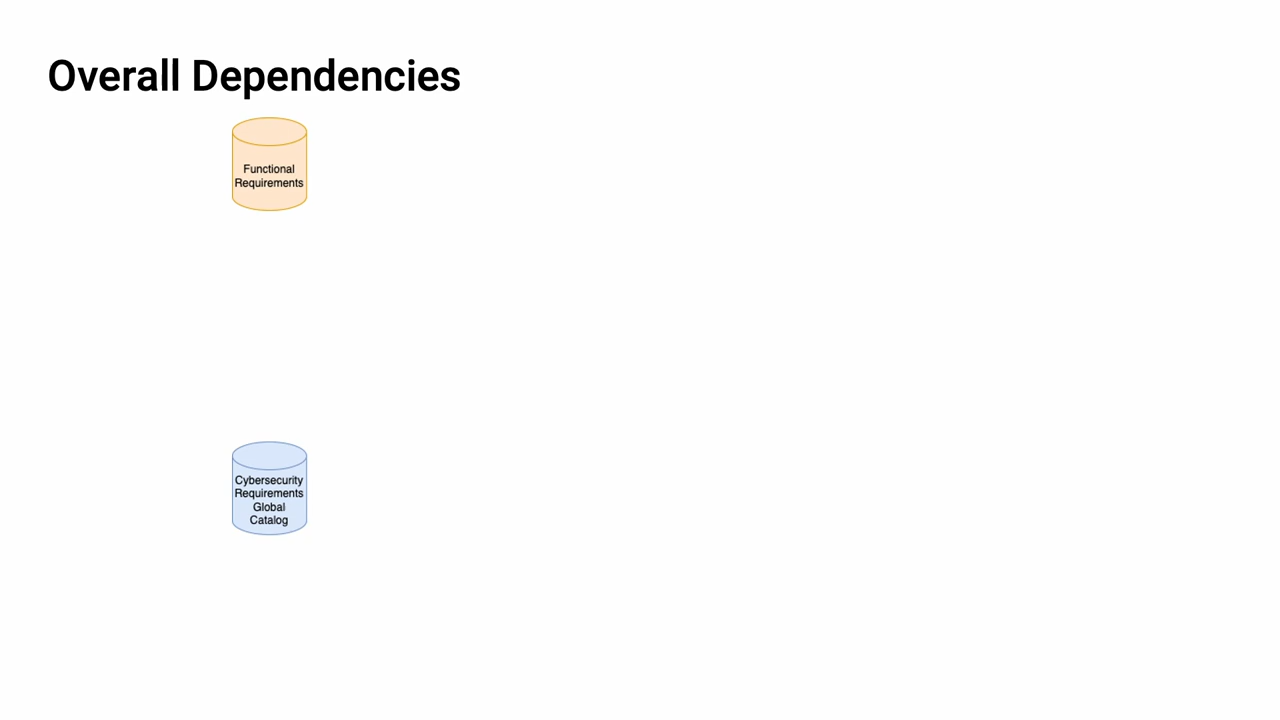 Overall Dependencies
Functional
Requirements
Cybersecurity
Requirements
Global
Catalog